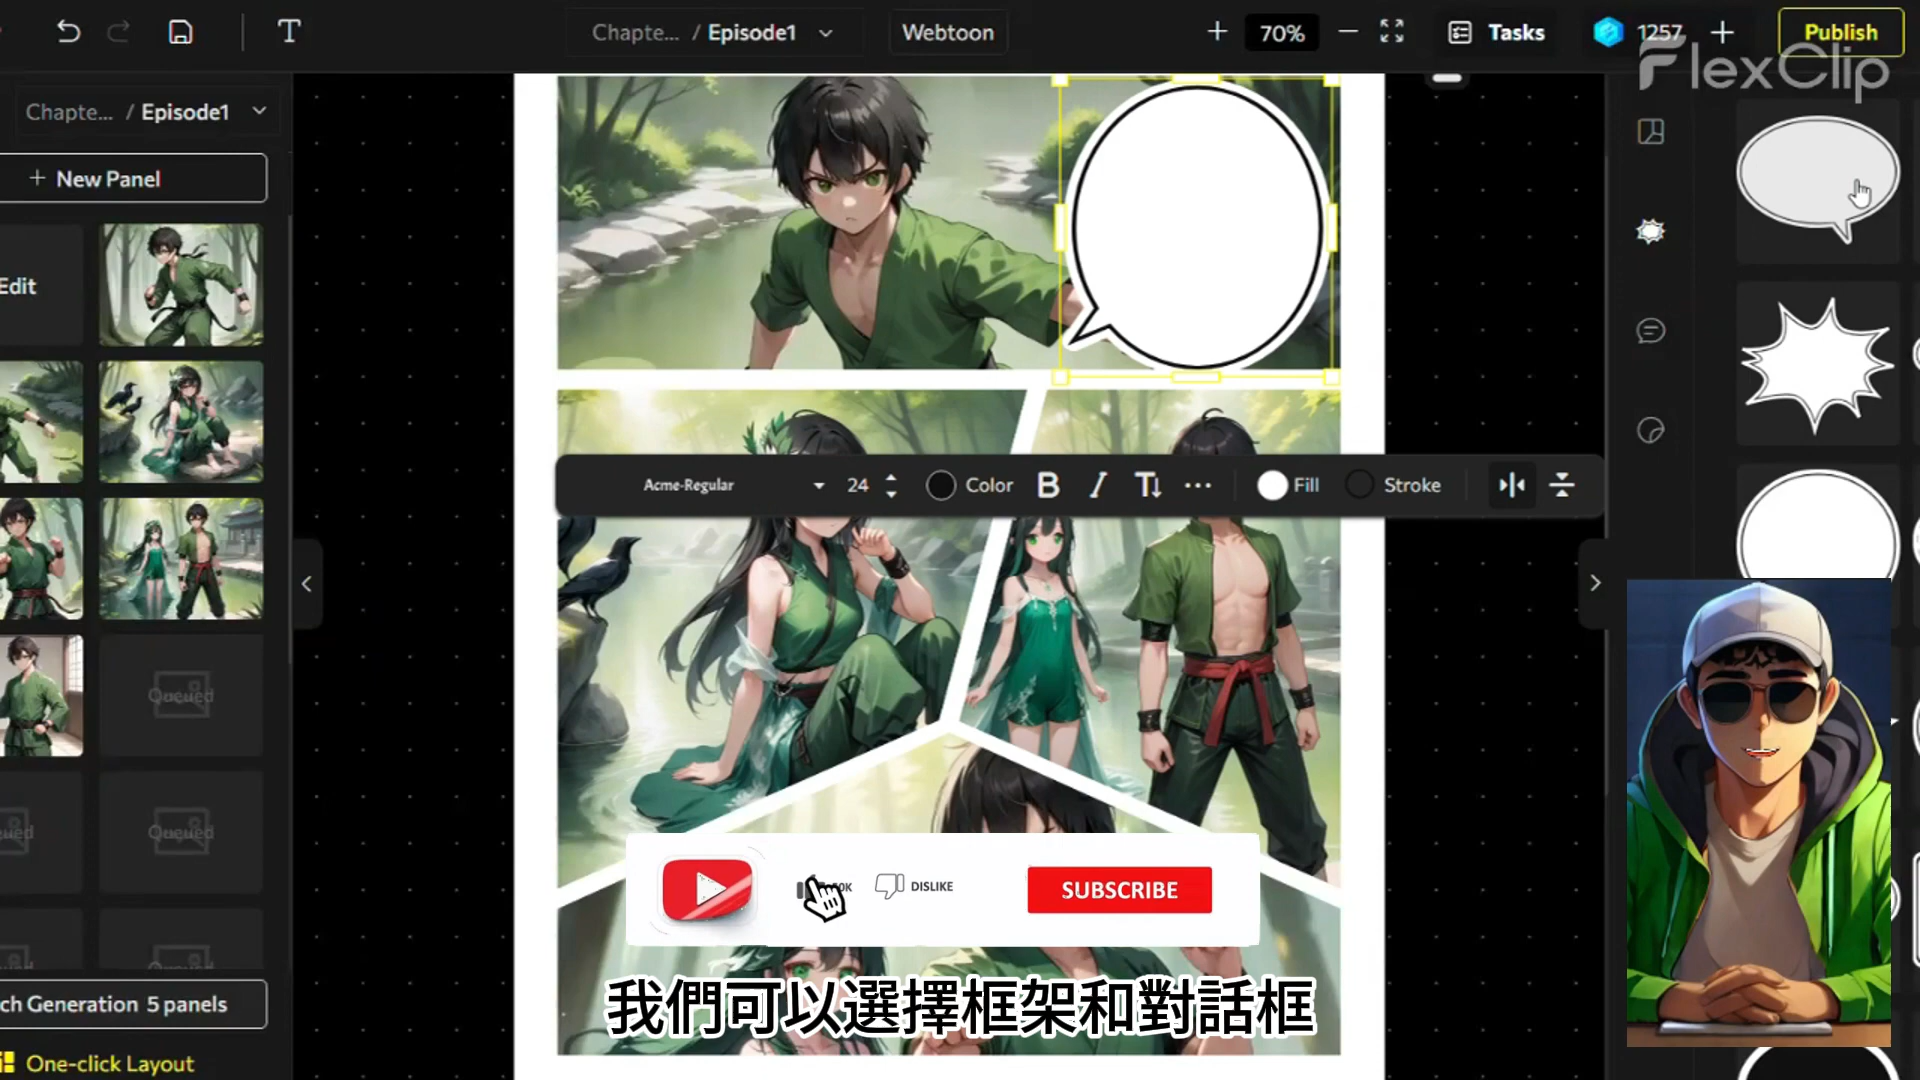 Chapte... / Episode1
Webtoon
70%
Tasks
1257
Publish
FlexClip
Chapte... / Episode1
+ New Panel
Edit
Queued
Queued
ch Generation 5 panels
One-click Layout
Acme-Regular
24
Color
B
I
Fill
Stroke
DISLIKE
SUBSCRIBE
我們可以選擇框架和對話框